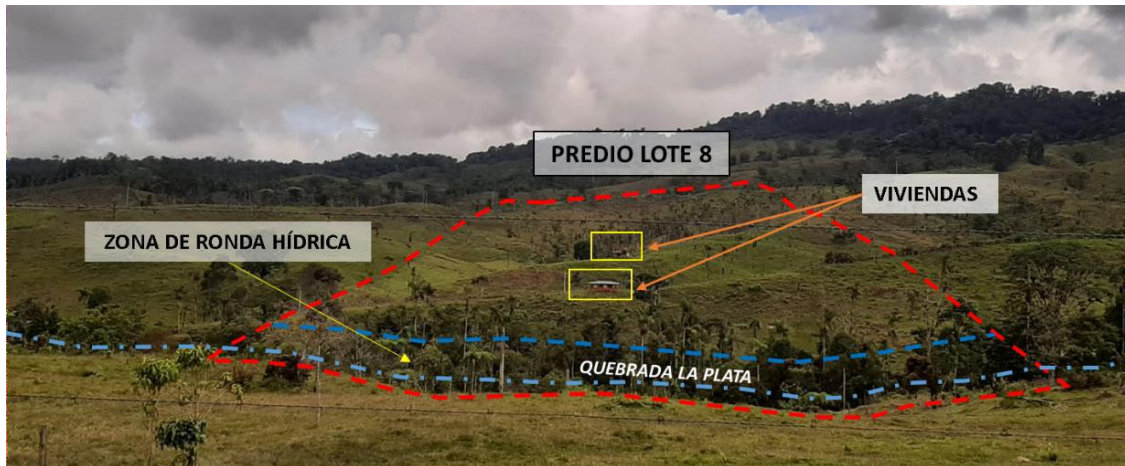 PREDIO LOTE 8
VIVIENDAS
ZONA DE RONDA HÍDRICA
QUEBRADA LA PLATA